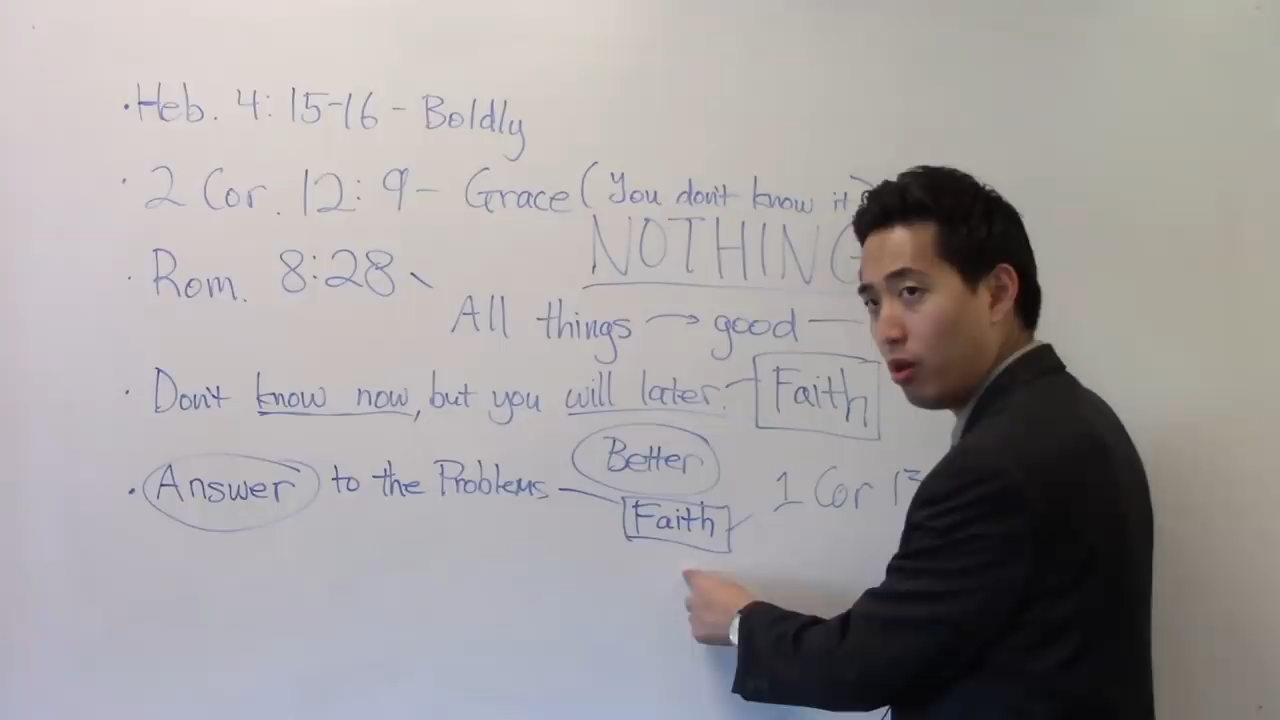 · Heb. 4:15-16 - Boldly
· 2 Cor. 12:9 - Grace (You don't know it)
NOTHING
· Rom. 8:28
All things → good —
· Don't know now, but you will later. - Faith
Better
· Answer to the Problems — Faith
1 Cor